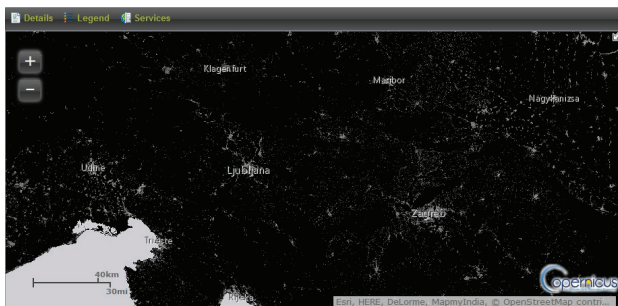 Details Legend Services
+
−
Klagenfurt
Maribor
Nagykanizsa
Udine
Ljubljana
Zagreb
Trieste
Rijeka
40km
30mi
Copernicus
Esri, HERE, DeLorme, MapmyIndia, © OpenStreetMap contri...